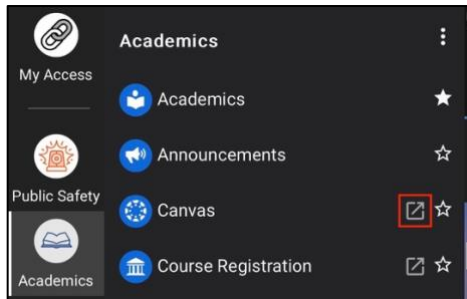 My Access
Public Safety
Academics
Academics
Academics
Announcements
Canvas
Course Registration